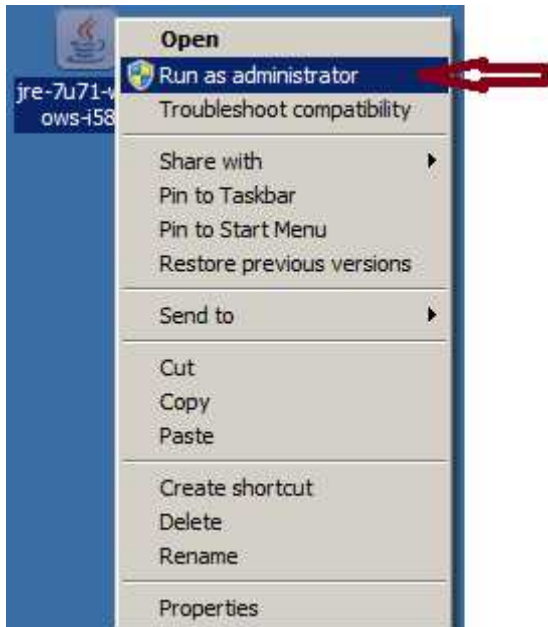 Open
Run as administrator
jre-7u71-
ows-i58
Troubleshoot compatibility
Share with
Pin to Taskbar
Pin to Start Menu
Restore previous versions
Send to
Cut
Copy
Paste
Create shortcut
Delete
Rename
Properties